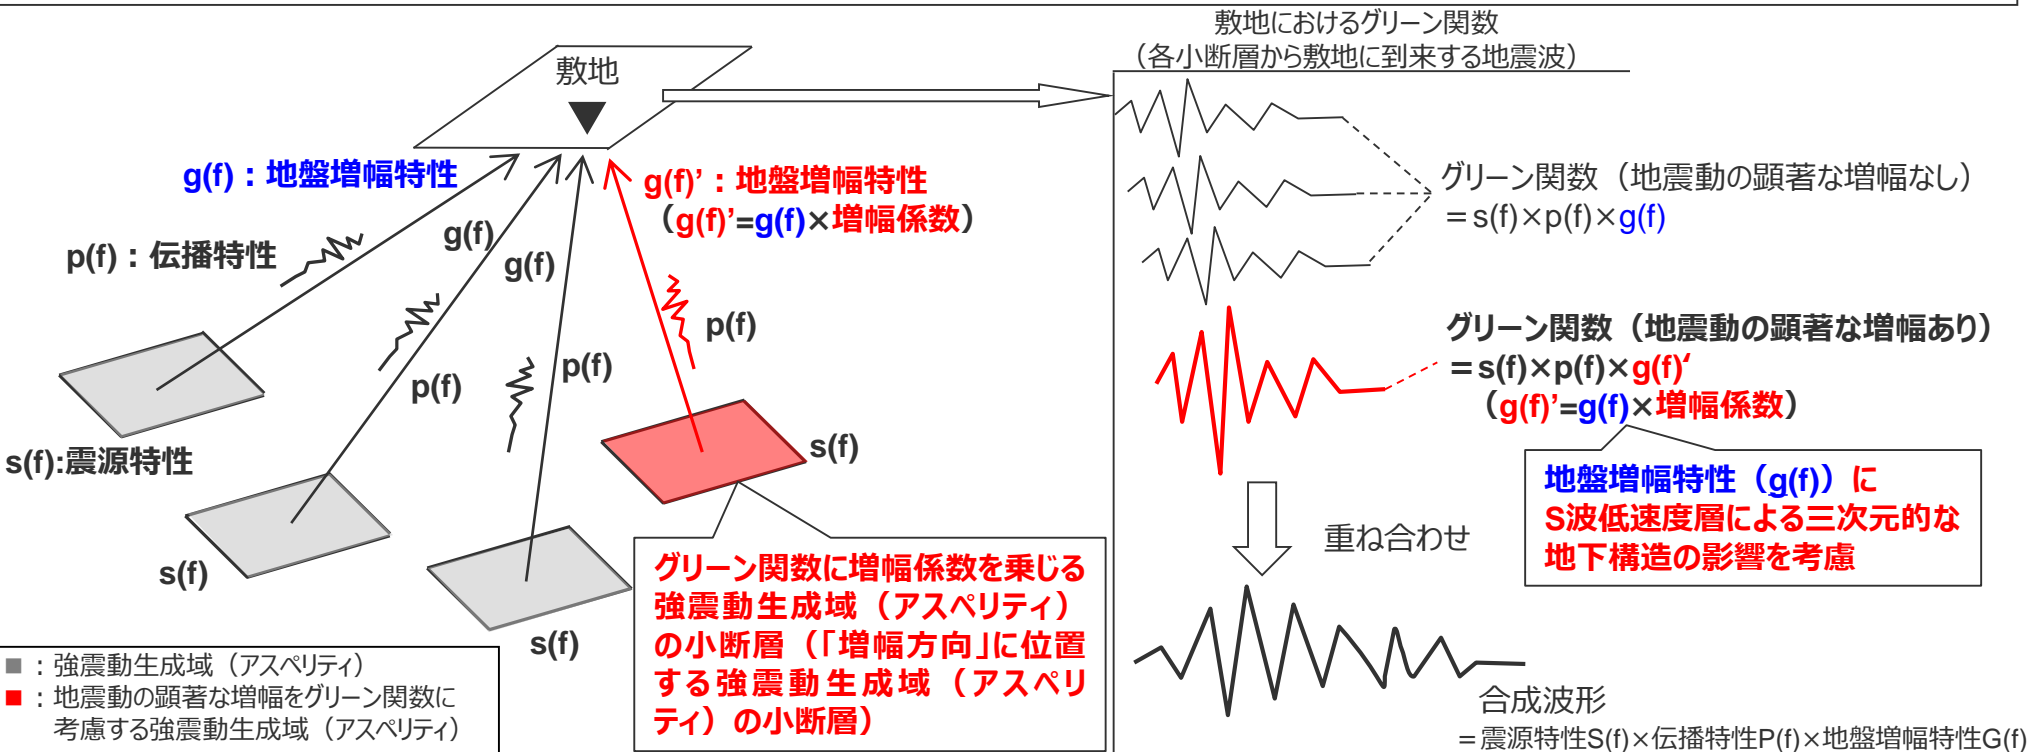 敷地
g(f)：地盤増幅特性
p(f)：伝播特性
g(f)
g(f)
g(f)’：地盤増幅特性
（g(f)’=g(f)×増幅係数）
p(f)
p(f)
p(f)
s(f):震源特性
s(f)
s(f)
s(f)
グリーン関数に増幅係数を乗じる
強震動生成域（アスペリティ）
の小断層（「増幅方向」に位置
する強震動生成域（アスペリ
ティ）の小断層）
■：強震動生成域（アスペリティ）
■：地震動の顕著な増幅をグリーン関数に
考慮する強震動生成域（アスペリティ）
敷地におけるグリーン関数
（各小断層から敷地に到来する地震波）
グリーン関数（地震動の顕著な増幅なし）
＝s(f)×p(f)×g(f)
グリーン関数（地震動の顕著な増幅あり）
＝s(f)×p(f)×g(f)‘
（g(f)’=g(f)×増幅係数）
地盤増幅特性（g(f)）に
S波低速度層による三次元的な
地下構造の影響を考慮
重ね合わせ
合成波形
＝震源特性S(f)×伝播特性P(f)×地盤増幅特性G(f)